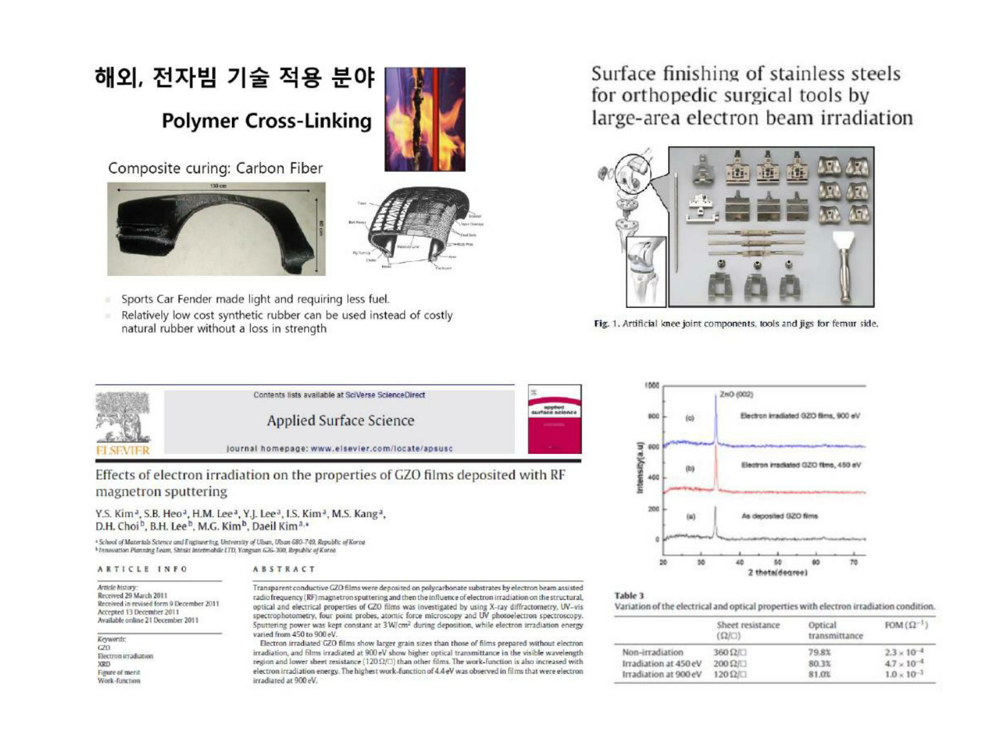 해외, 전자빔 기술 적용 분야
Polymer Cross-Linking
Composite curing: Carbon Fiber
130 cm
60 cm
Sports Car Fender made light and requiring less fuel.
Relatively low cost synthetic rubber can be used instead of costly
natural rubber without a loss in strength
Surface finishing of stainless steels
for orthopedic surgical tools by
large-area electron beam irradiation
Fig. 1. Artificial knee joint components, tools and jigs for femur side.
ELSEVIER
Contents lists available at SciVerse ScienceDirect
Applied Surface Science
journal homepage: www.elsevier.com/locate/apsusc
applied
surface science
Effects of electron irradiation on the properties of GZO films deposited with RF
magnetron sputtering
Y.S. Kim a, S.B. Heo a, H.M. Lee a, Y.J. Lee a, I.S. Kim a, M.S. Kang a,
D.H. Choi b, B.H. Lee b, M.G. Kim b, Daeil Kim a,*
a School of Materials Science and Engineering, University of Ulsan, Ulsan 680-749, Republic of Korea
b Innovation Planning Team, Shinki Intermobile LTD, Yangsan 626-300, Republic of Korea
ARTICLE INFO
Article history:
Received 29 March 2011
Received in revised form 9 December 2011
Accepted 13 December 2011
Available online 21 December 2011
Keywords:
GZO
Electron irradiation
XRD
Figure of merit
Work-function
ABSTRACT
Transparent conductive GZO films were deposited on polycarbonate substrates by electron beam assisted
radio frequency (RF) magnetron sputtering and then the influence of electron irradiation on the structural,
optical and electrical properties of GZO films was investigated by using X-ray diffractometry, UV–vis
spectrophotometry, four point probes, atomic force microscopy and UV photoelectron spectroscopy.
Sputtering power was kept constant at 3 W/cm² during deposition, while electron irradiation energy
varied from 450 to 900 eV.
Electron irradiated GZO films show larger grain sizes than those of films prepared without electron
irradiation, and films irradiated at 900 eV show higher optical transmittance in the visible wavelength
region and lower sheet resistance (120 Ω/□) than other films. The work-function is also increased with
electron irradiation energy. The highest work-function of 4.4 eV was observed in films that were electron
irradiated at 900 eV.
1000
800
600
400
200
0
Intensity(a.u)
ZnO (002)
(c)
Electron irradiated GZO films, 900 eV
(b)
Electron irradiated GZO films, 450 eV
(a)
As deposited GZO films
20 30 40 50 60 70
2 theta(degree)
Table 3
Variation of the electrical and optical properties with electron irradiation condition.
Sheet resistance (Ω/□) Optical transmittance FOM (Ω⁻¹)
Non-irradiation 360 Ω/□ 79.8% 2.3 × 10⁻⁴
Irradiation at 450 eV 200 Ω/□ 80.3% 4.7 × 10⁻⁴
Irradiation at 900 eV 120 Ω/□ 81.0% 1.0 × 10⁻³